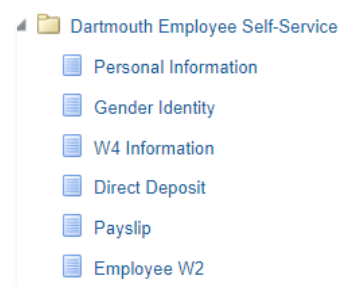 Dartmouth Employee Self-Service
Personal Information
Gender Identity
W4 Information
Direct Deposit
Payslip
Employee W2